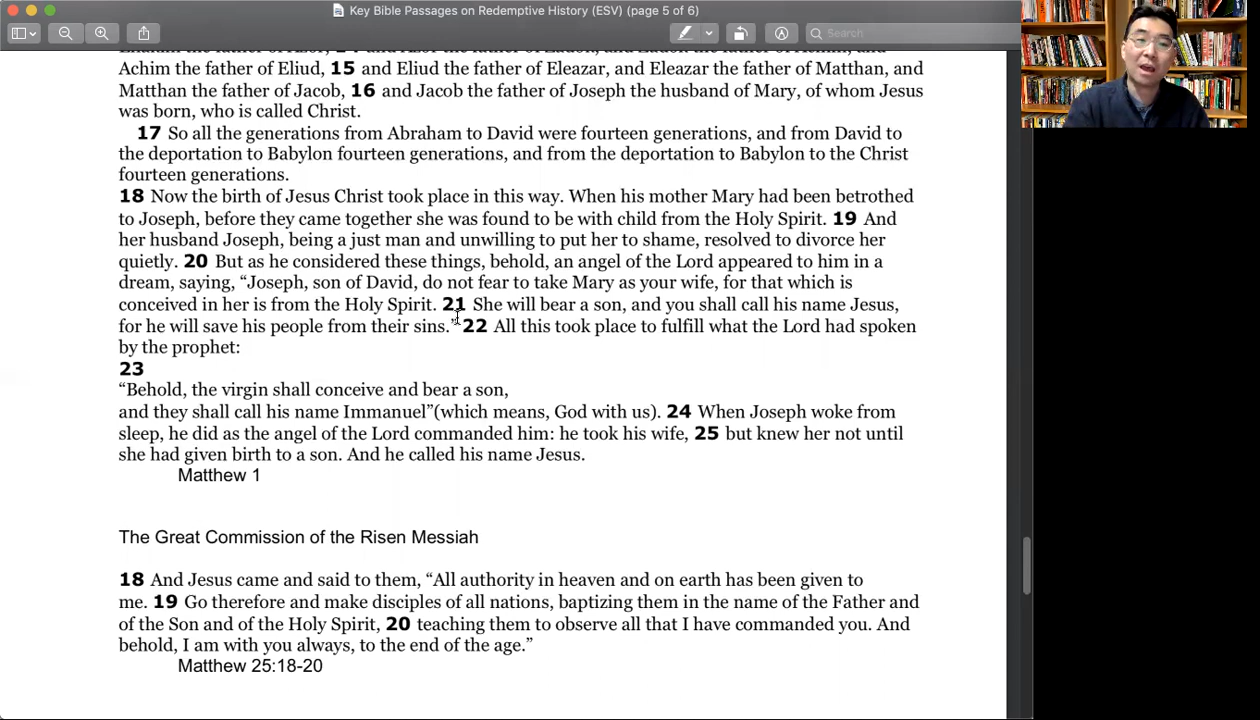 Key Bible Passages on Redemptive History (ESV) (page 5 of 6)
Search
Achim the father of Eliud, 15 and Eliud the father of Eleazar, and Eleazar the father of Matthan, and
Matthan the father of Jacob, 16 and Jacob the father of Joseph the husband of Mary, of whom Jesus
was born, who is called Christ.
17 So all the generations from Abraham to David were fourteen generations, and from David to
the deportation to Babylon fourteen generations, and from the deportation to Babylon to the Christ
fourteen generations.
18 Now the birth of Jesus Christ took place in this way. When his mother Mary had been betrothed
to Joseph, before they came together she was found to be with child from the Holy Spirit. 19 And
her husband Joseph, being a just man and unwilling to put her to shame, resolved to divorce her
quietly. 20 But as he considered these things, behold, an angel of the Lord appeared to him in a
dream, saying, “Joseph, son of David, do not fear to take Mary as your wife, for that which is
conceived in her is from the Holy Spirit. 21 She will bear a son, and you shall call his name Jesus,
for he will save his people from their sins.” 22 All this took place to fulfill what the Lord had spoken
by the prophet:
23
“Behold, the virgin shall conceive and bear a son,
and they shall call his name Immanuel”(which means, God with us). 24 When Joseph woke from
sleep, he did as the angel of the Lord commanded him: he took his wife, 25 but knew her not until
she had given birth to a son. And he called his name Jesus.
Matthew 1
The Great Commission of the Risen Messiah
18 And Jesus came and said to them, “All authority in heaven and on earth has been given to
me. 19 Go therefore and make disciples of all nations, baptizing them in the name of the Father and
of the Son and of the Holy Spirit, 20 teaching them to observe all that I have commanded you. And
behold, I am with you always, to the end of the age.”
Matthew 25:18-20